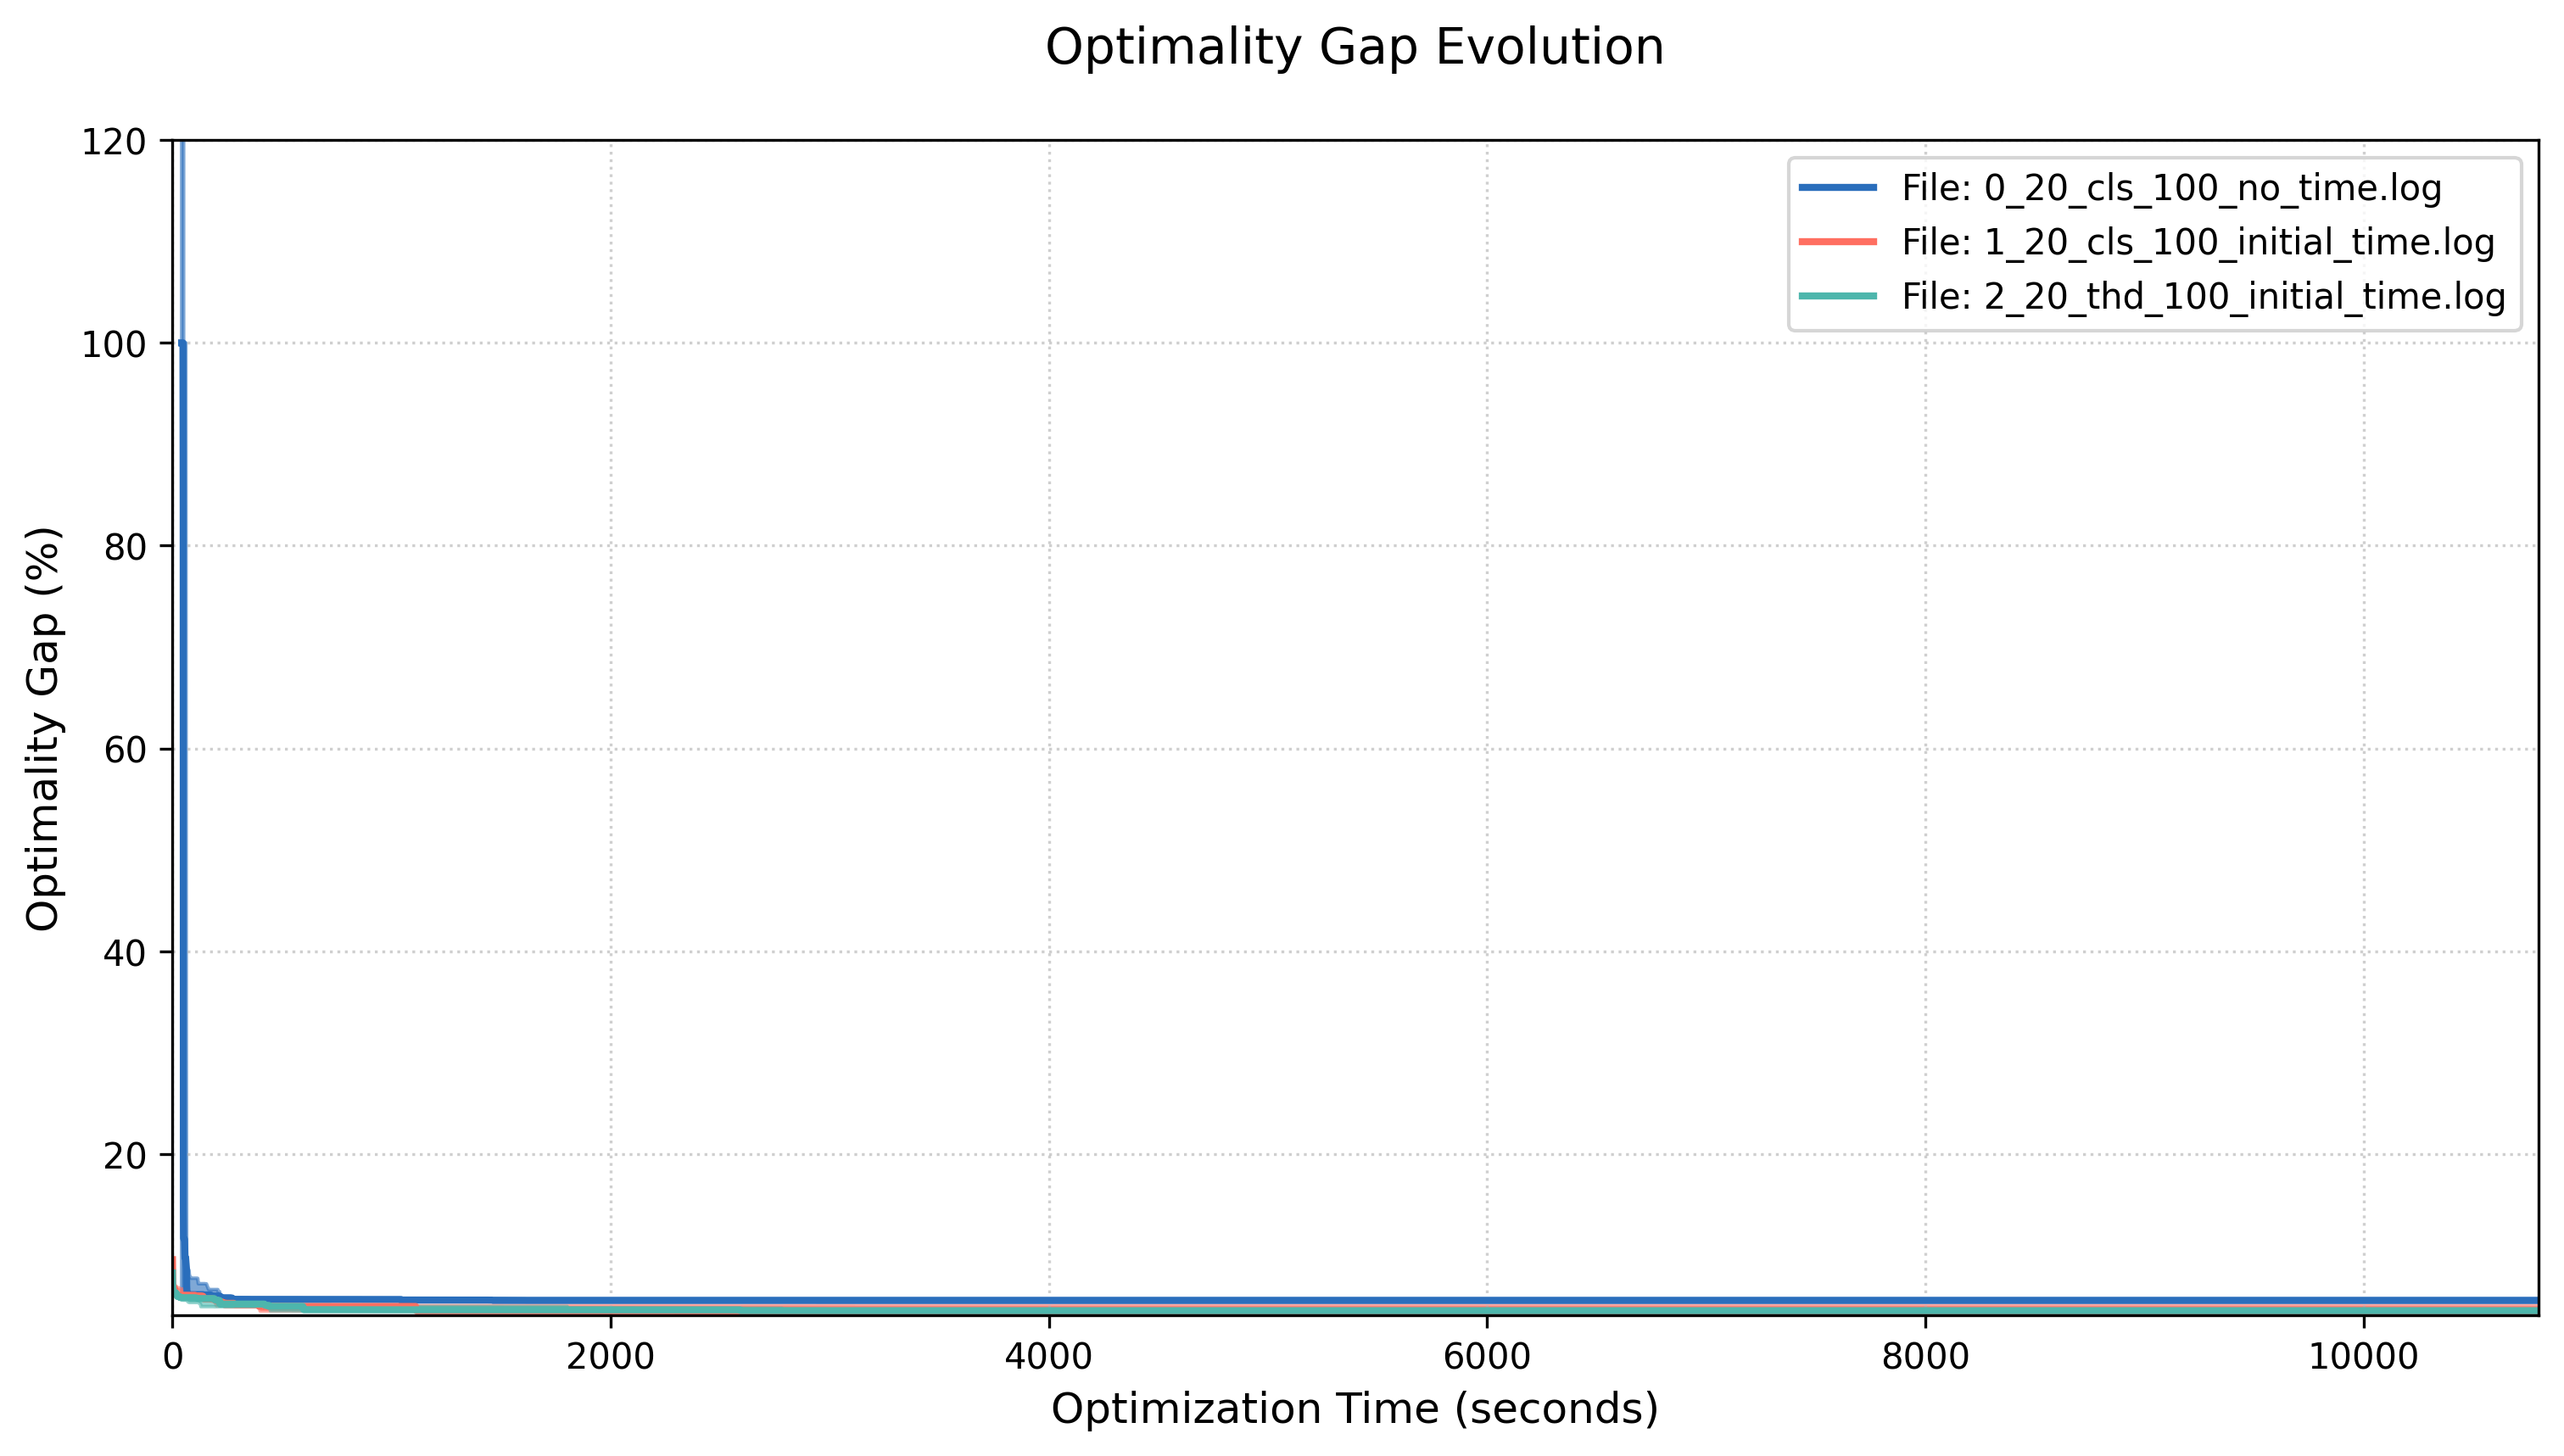 Optimality Gap Evolution
120
100
80
60
40
20
Optimality Gap (%)
File: 0_20_cls_100_no_time.log
File: 1_20_cls_100_initial_time.log
File: 2_20_thd_100_initial_time.log
0
2000
4000
6000
8000
10000
Optimization Time (seconds)